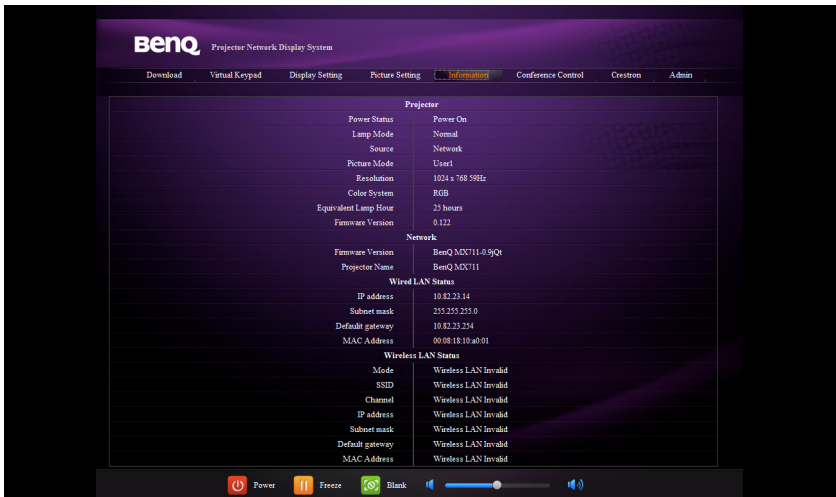 BenQ Projector Network Display System
Download Virtual Keypad Display Setting Picture Setting Information Conference Control Crestron Admin
Projector
Power Status Power On
Lamp Mode Normal
Source Network
Picture Mode User1
Resolution 1024 x 768 59Hz
Color System RGB
Equivalent Lamp Hour 25 hours
Firmware Version 0.122
Network
Firmware Version BenQ MX711-0.9jQt
Projector Name BenQ MX711
Wired LAN Status
IP address 10.82.23.14
Subnet mask 255.255.255.0
Defaulit gateway 10.82.23.254
MAC Address 00:08:18:10:a0:01
Wireless LAN Status
Mode Wireless LAN Invalid
SSID Wireless LAN Invalid
Channel Wireless LAN Invalid
IP address Wireless LAN Invalid
Subnet mask Wireless LAN Invalid
Default gateway Wireless LAN Invalid
MAC Address Wireless LAN Invalid
Power Freeze Blank